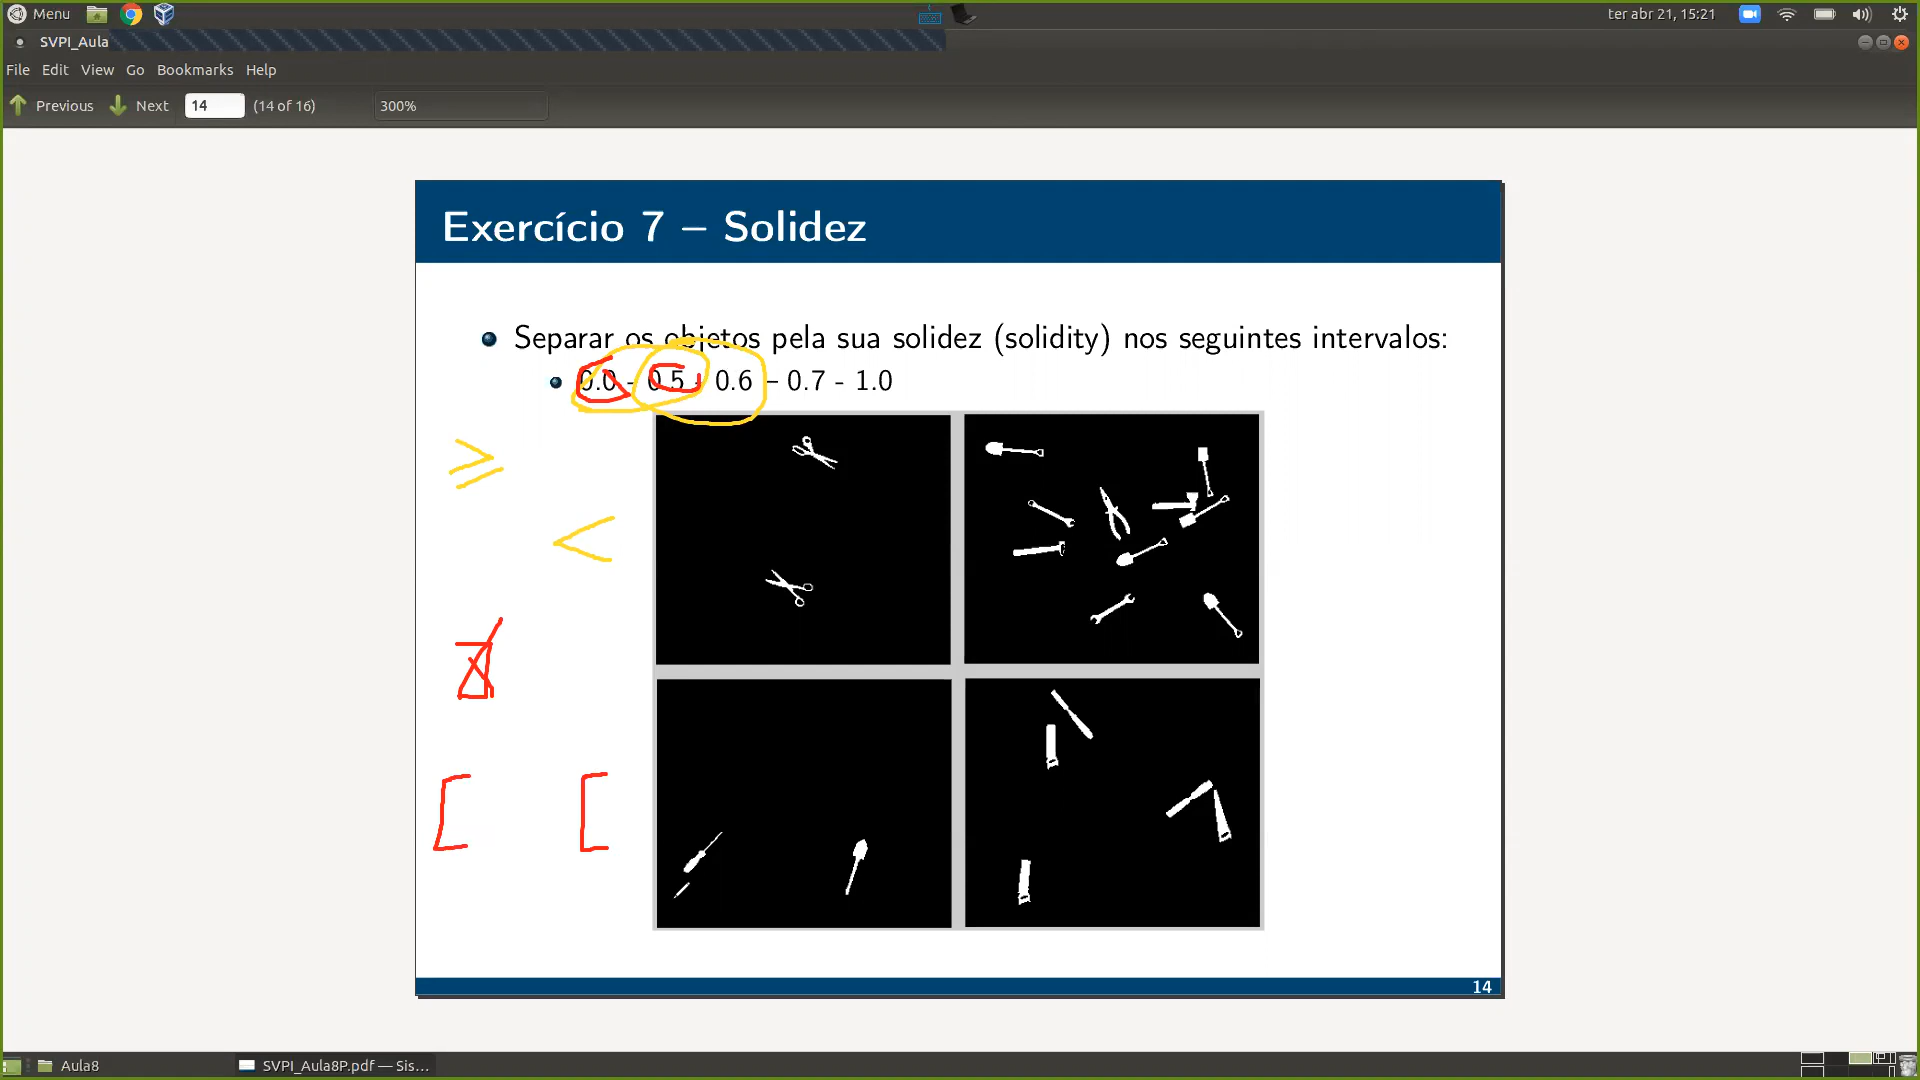 Menu
ter abr 21, 15:21
SVPI_Aula
File Edit View Go Bookmarks Help
Previous Next 14 (14 of 16) 300%
Exercício 7 – Solidez
Separar os objetos pela sua solidez (solidity) nos seguintes intervalos:
0.0 - 0.5 - 0.6 – 0.7 - 1.0
≥
<
[ [
14
Aula8 SVPI_Aula8P.pdf — Sis...